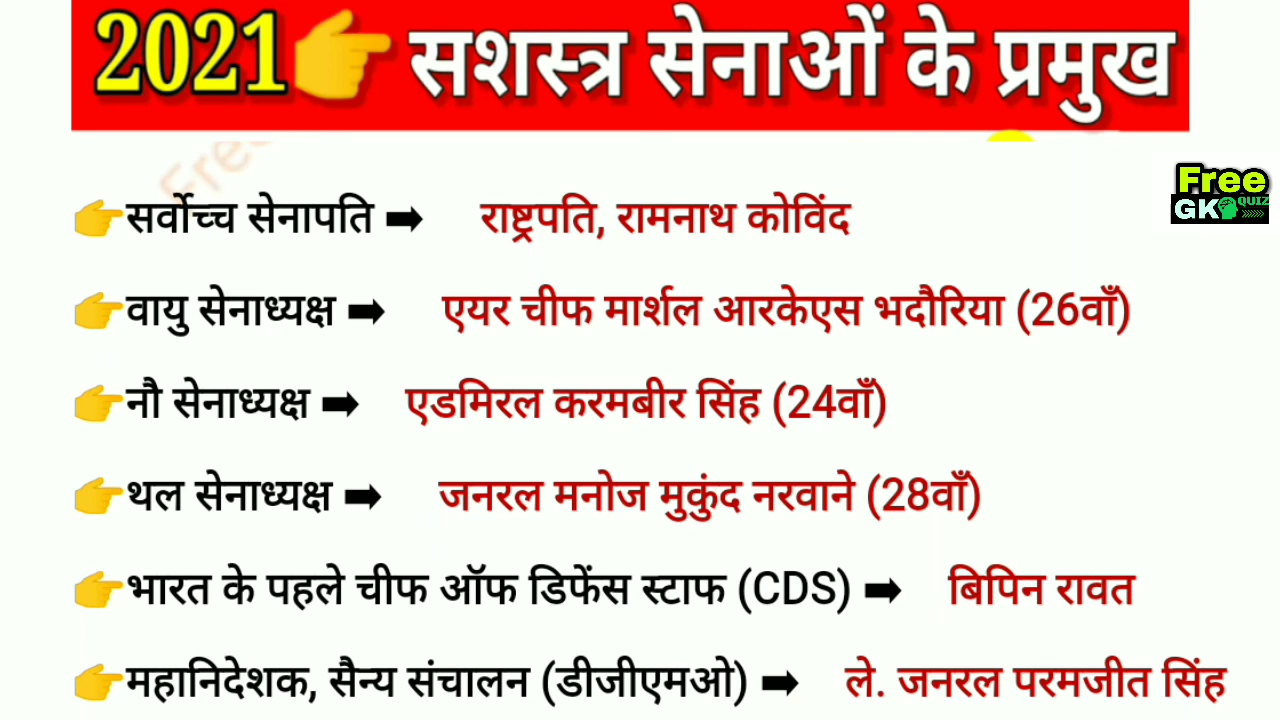 2021👉 सशस्त्र सेनाओं के प्रमुख
Free
Free
GK QUIZ
👉सर्वोच्च सेनापति ➡ राष्ट्रपति, रामनाथ कोविंद
👉वायु सेनाध्यक्ष ➡ एयर चीफ मार्शल आरकेएस भदौरिया (26वाँ)
👉नौ सेनाध्यक्ष ➡ एडमिरल करमबीर सिंह (24वाँ)
👉थल सेनाध्यक्ष ➡ जनरल मनोज मुकुंद नरवाने (28वाँ)
👉भारत के पहले चीफ ऑफ डिफेंस स्टाफ (CDS) ➡ बिपिन रावत
👉महानिदेशक, सैन्य संचालन (डीजीएमओ) ➡ ले. जनरल परमजीत सिंह